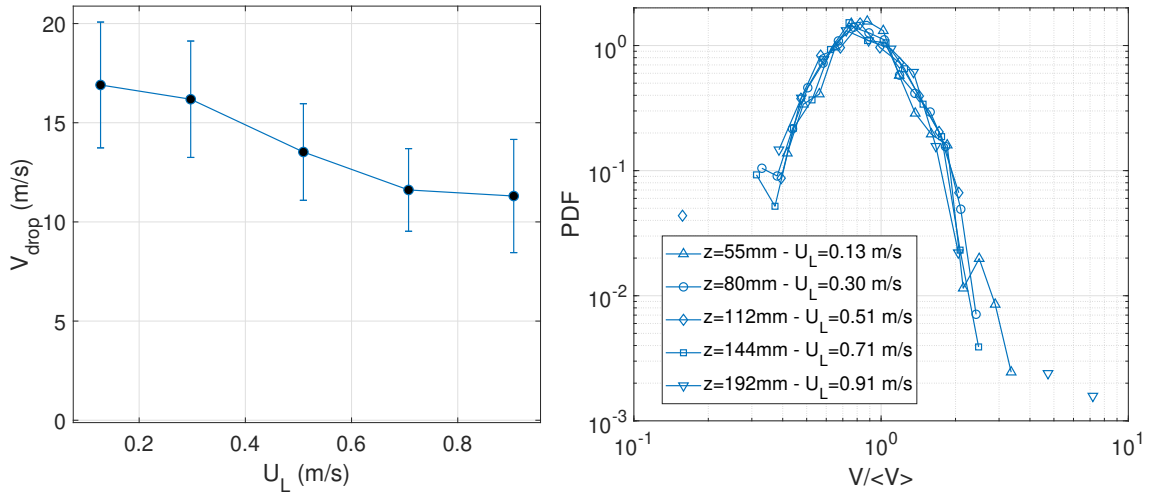 20
15
10
5
0
0.2 0.4 0.6 0.8
V_drop (m/s)
U_L (m/s)
10^0
10^-1
10^-2
10^-3
10^-1 10^0 10^1
PDF
V/<V>
z=55mm - U_L=0.13 m/s
z=80mm - U_L=0.30 m/s
z=112mm - U_L=0.51 m/s
z=144mm - U_L=0.71 m/s
z=192mm - U_L=0.91 m/s